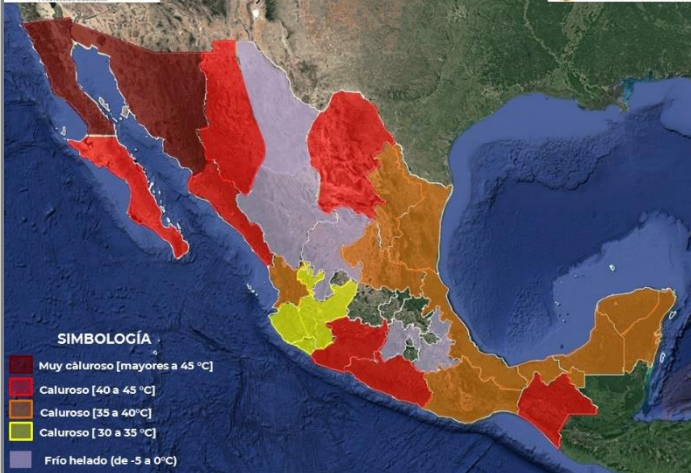 SIMBOLOGÍA
Muy caluroso [mayores a 45 °C]
Caluroso [40 a 45 °C]
Caluroso [35 a 40°C]
Caluroso [ 30 a 35 °C]
Frío helado (de -5 a 0°C)